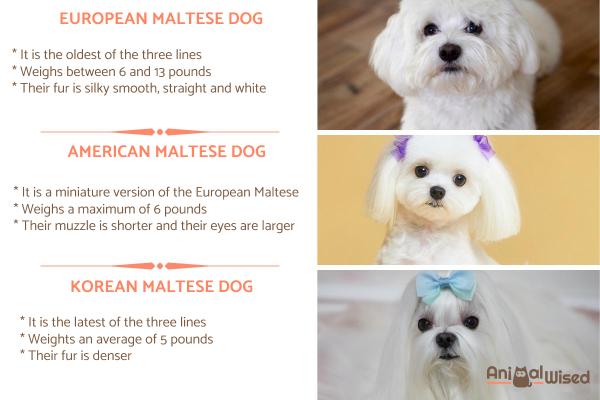 EUROPEAN MALTESE DOG
* It is the oldest of the three lines
* Weighs between 6 and 13 pounds
* Their fur is silky smooth, straight and white
AMERICAN MALTESE DOG
* It is a miniature version of the European Maltese
* Weighs a maximum of 6 pounds
* Their muzzle is shorter and their eyes are larger
KOREAN MALTESE DOG
* It is the latest of the three lines
* Weights an average of 5 pounds
* Their fur is denser
AnimalWised